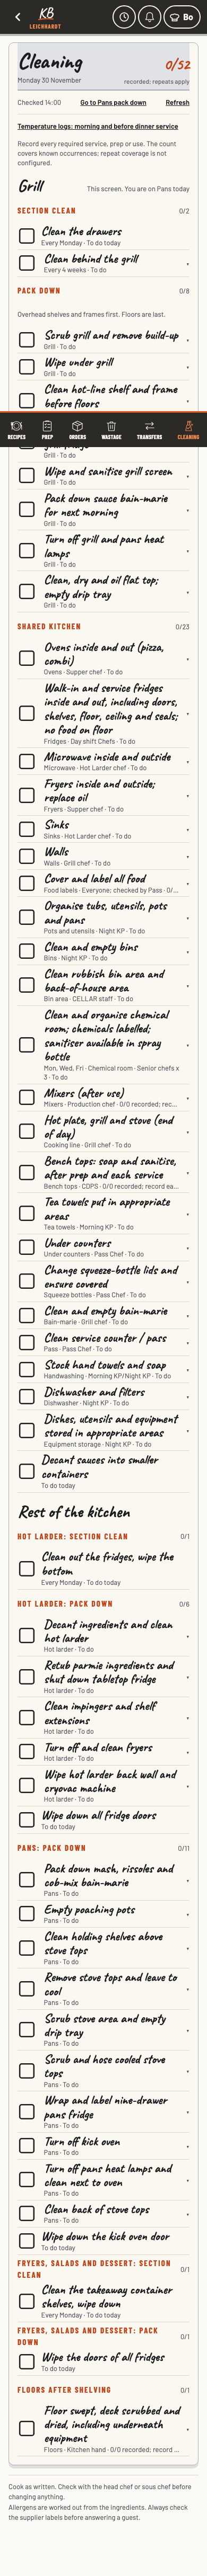 KB
LEICHHARDT
Bo
Cleaning
0/52
Monday 30 November
recorded; repeats apply
Checked 14:00
Go to Pans pack down
Refresh
Temperature logs: morning and before dinner service
Record every required service, prep or use. The count
covers known occurrences; repeat coverage is not
configured.
Grill
This screen, You are on Pans today
SECTION CLEAN
0/2
Clean the drawers
Every Monday · To do today
Clean behind the grill
Every 4 weeks · To do
PACK DOWN
0/8
Overhead shelves and frames first. Floors are last.
Scrub grill and remove build-up
Grill · To do
Wipe under grill
Grill · To do
Clean hot-line shelf and frame
before floors
RECIPES
PREP
ORDERS
WASTAGE
TRANSFERS
CLEANING
Grill · To do
Wipe and sanitise grill screen
Grill · To do
Pack down sauce bain-marie
for next morning
Grill · To do
Turn off grill and pans heat
lamps
Grill · To do
Clean, dry and oil flat top;
empty drip tray
Grill · To do
SHARED KITCHEN
0/23
Ovens inside and out (pizza,
combi)
Ovens · Supper chef · To do
Walk-in and service fridges
inside and out, including doors,
shelves, floor, ceiling and seals;
no food on floor
Fridges · Day shift Chefs · To do
Microwave inside and outside
Microwave · Hot Larder chef · To do
Fryers inside and outside;
replace oil
Fryers · Supper chef · To do
Sinks
Sinks · Hot Larder chef · To do
Walls
Walls · Grill chef · To do
Cover and label all food
Food labels · Everyone; checked by Pass · 0/...
Organise tubs, utensils, pots
and pans
Pots and utensils · Night KP · To do
Clean and empty bins
Bins · Night KP · To do
Clean rubbish bin area and
back-of-house area
Bin area · CELLAR staff · To do
Clean and organise chemical
room; chemicals labelled;
sanitiser available in spray
bottle
Mon, Wed, Fri · Chemical room · Senior chefs x
3 · To do
Mixers (after use)
Mixers · Production chef · 0/0 recorded; rec...
Hot plate, grill and stove (end
of day)
Cooking line · Grill chef · To do
Bench tops: soap and sanitise,
after prep and each service
Bench tops · CDPS · 0/0 recorded; record ea...
Tea towels put in appropriate
areas
Tea towels · Morning KP · To do
Under counters
Under counters · Pass Chef · To do
Change squeeze-bottle lids and
ensure covered
Squeeze bottles · Pass Chef · To do
Clean and empty bain-marie
Bain-marie · Grill chef · To do
Clean service counter / pass
Pass · Pass Chef · To do
Stock hand towels and soap
Handwashing · Morning KP/Night KP · To do
Dishwasher and filters
Dishwasher · Night KP · To do
Dishes, utensils and equipment
stored in appropriate areas
Equipment storage · Night KP · To do
Decant sauces into smaller
containers
To do today
Rest of the kitchen
HOT LARDER: SECTION CLEAN
0/1
Clean out the fridges, wipe the
bottom
Every Monday · To do today
HOT LARDER: PACK DOWN
0/6
Decant ingredients and clean
hot larder
Hot larder · To do
Retub parmie ingredients and
shut down tabletop fridge
Hot larder · To do
Clean impingers and shelf
extensions
Hot larder · To do
Turn off and clean fryers
Hot larder · To do
Wipe hot larder back wall and
cryovac machine
Hot larder · To do
Wipe down all fridge doors
To do today
PANS: PACK DOWN
0/11
Pack down mash, rissoles and
cob-mix bain-marie
Pans · To do
Empty poaching pots
Pans · To do
Clean holding shelves above
stove tops
Pans · To do
Remove stove tops and leave to
cool
Pans · To do
Scrub stove area and empty
drip tray
Pans · To do
Scrub and hose cooled stove
tops
Pans · To do
Wrap and label nine-drawer
pans fridge
Pans · To do
Turn off kick oven
Pans · To do
Turn off pans heat lamps and
clean next to oven
Pans · To do
Clean back of stove tops
Pans · To do
Wipe down the kick oven door
To do today
FRYERS, SALADS AND DESSERT: SECTION
CLEAN
0/1
Clean the takeaway container
shelves, wipe down
Every Monday · To do today
FRYERS, SALADS AND DESSERT: PACK
DOWN
0/1
Wipe the doors of all fridges
To do today
FLOORS AFTER SHELVING
0/1
Floor swept, deck scrubbed and
dried, including underneath
equipment
Floors · Kitchen hand · 0/0 recorded; record ...
Cook as written. Check with the head chef or sous chef before
changing anything.
Allergens are worked out from the ingredients. Always check
the supplier labels before answering a guest.